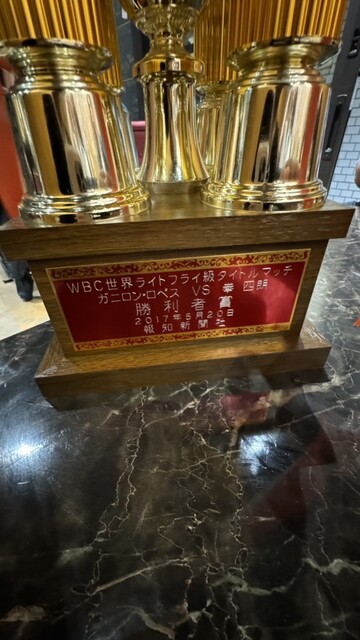 WBC世界ライトフライ級タイトルマッチ
ガニロン・ロペス VS 拳 四朗
勝利者賞
2017年5月20日
報知新聞社